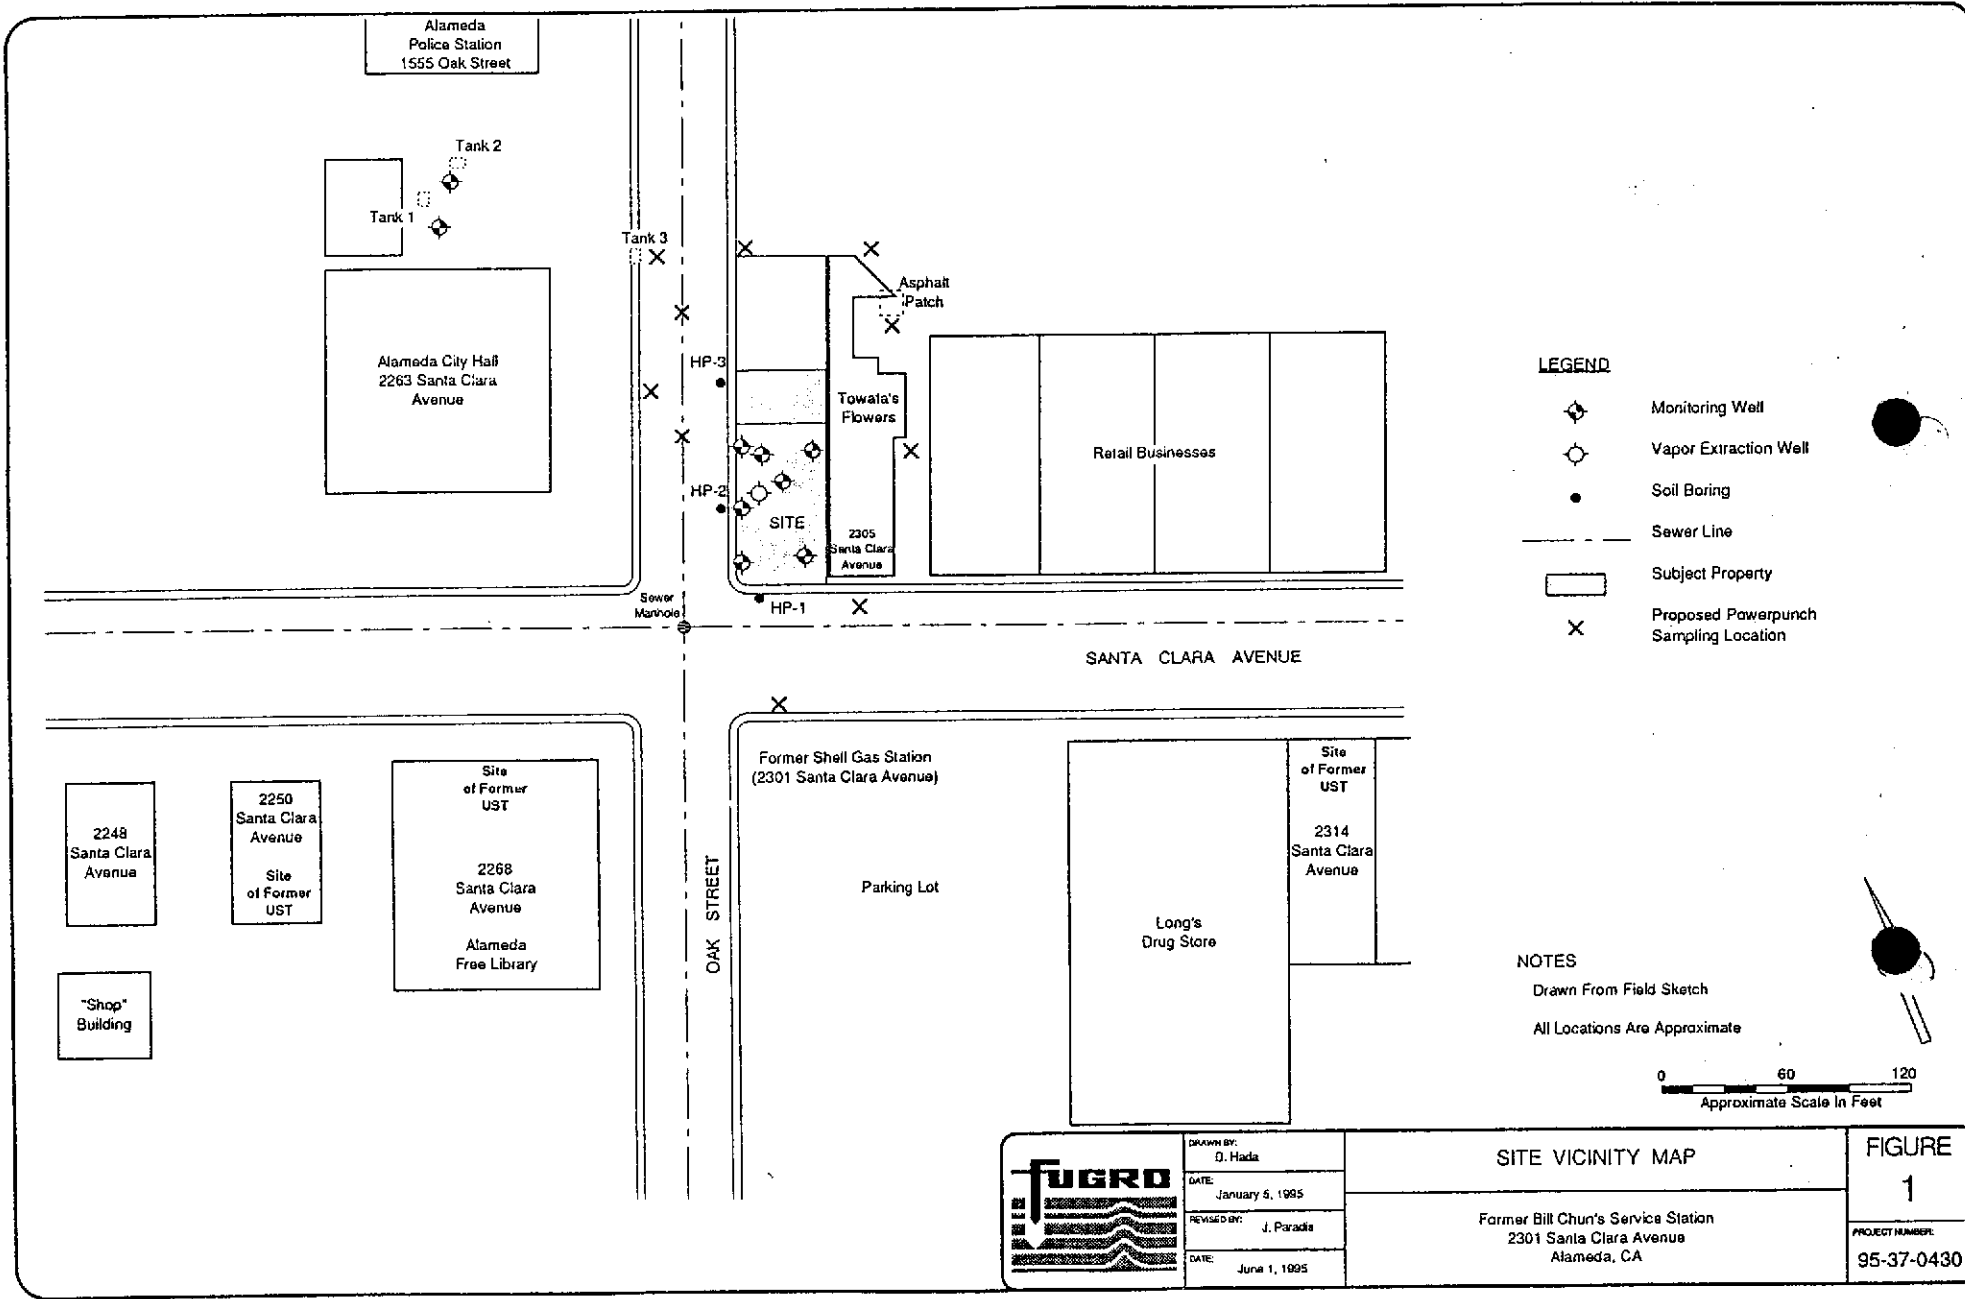 Alameda
Police Station
1555 Oak Street
Tank 2
Tank 1
Tank 3
Asphalt
Patch
Alameda City Hall
2263 Santa Clara
Avenue
HP-3
Towata's
Flowers
Retail Businesses
HP-2
SITE
2305
Santa Clara
Avenue
Sewer
Manhole
HP-1
SANTA CLARA AVENUE
LEGEND
Monitoring Well
Vapor Extraction Well
Soil Boring
Sewer Line
Subject Property
Proposed Powerpunch
Sampling Location
Former Shell Gas Station
(2301 Santa Clara Avenue)
Site
of Former
UST
2314
Santa Clara
Avenue
2248
Santa Clara
Avenue
2250
Santa Clara
Avenue
Site
of Former
UST
Site
of Former
UST
2268
Santa Clara
Avenue
Alameda
Free Library
OAK STREET
Parking Lot
Long's
Drug Store
"Shop"
Building
NOTES
Drawn From Field Sketch
All Locations Are Approximate
0 60 120
Approximate Scale In Feet
FUGRO
DRAWN BY:
D. Hada
DATE:
January 5, 1995
REVISED BY:
J. Paradis
DATE:
June 1, 1995
SITE VICINITY MAP
Former Bill Chun's Service Station
2301 Santa Clara Avenue
Alameda, CA
FIGURE
1
PROJECT NUMBER:
95-37-0430